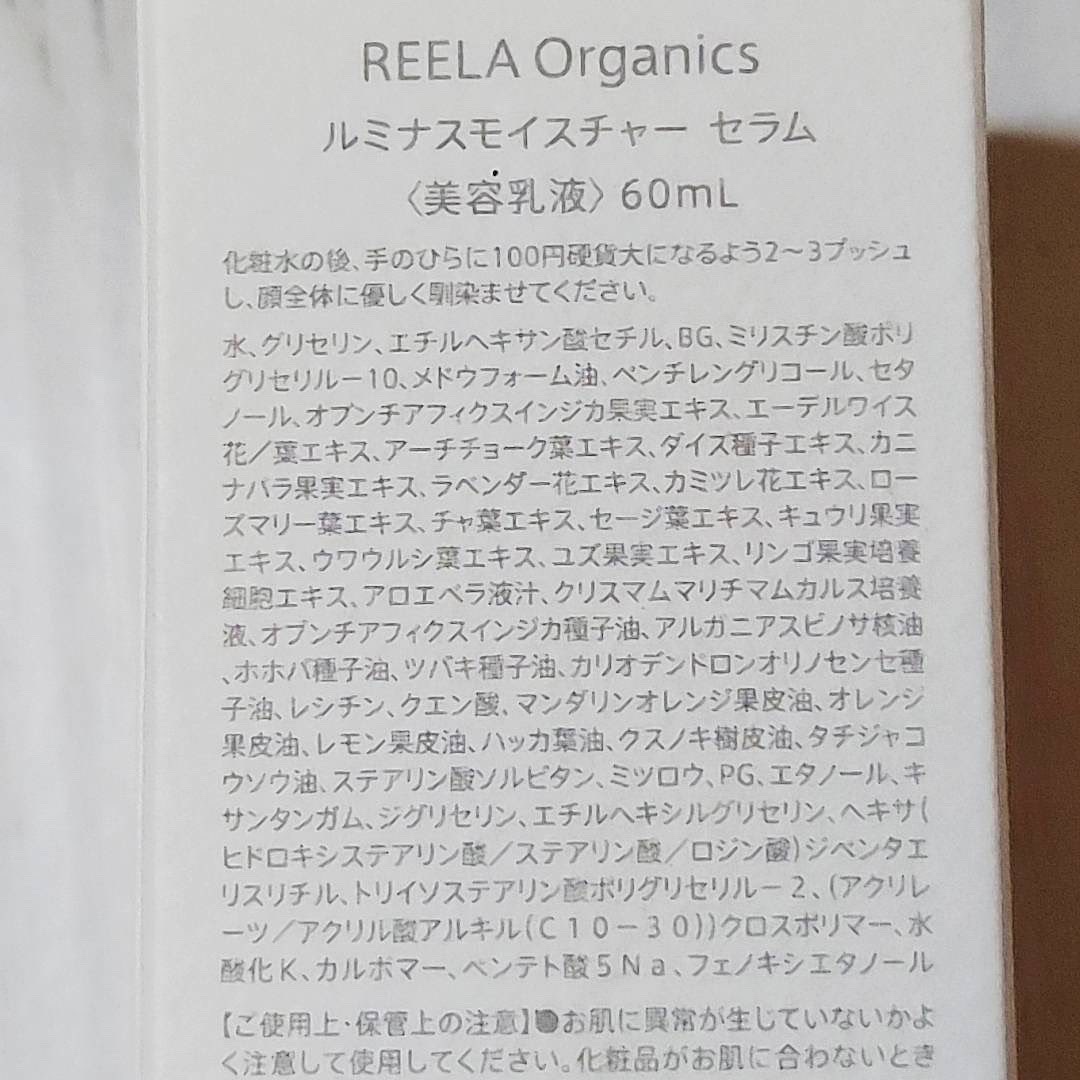 REELA Organics
ルミナスモイスチャー セラム
〈美容乳液〉60mL
化粧水の後、手のひらに100円硬貨大になるよう2～3プッシュ
し、顔全体に優しく馴染ませてください。
水、グリセリン、エチルヘキサン酸セチル、BG、ミリスチン酸ポリ
グリセリル－10、メドウフォーム油、ペンチレングリコール、セタ
ノール、オプンチアフィクスインジカ果実エキス、エーデルワイス
花／葉エキス、アーチチョーク葉エキス、ダイズ種子エキス、カニ
ナバラ果実エキス、ラベンダー花エキス、カミツレ花エキス、ロー
ズマリー葉エキス、チャ葉エキス、セージ葉エキス、キュウリ果実
エキス、ウワウルシ葉エキス、ユズ果実エキス、リンゴ果実培養
細胞エキス、アロエベラ液汁、クリスマムマリチマムカルス培養
液、オプンチアフィクスインジカ種子油、アルガニアスピノサ核油
、ホホバ種子油、ツバキ種子油、カリオデンドロンオリノセンセ種
子油、レシチン、クエン酸、マンダリンオレンジ果皮油、オレンジ
果皮油、レモン果皮油、ハッカ葉油、クスノキ樹皮油、タチジャコ
ウソウ油、ステアリン酸ソルビタン、ミツロウ、PG、エタノール、キ
サンタンガム、ジグリセリン、エチルヘキシルグリセリン、ヘキサ（
ヒドロキシステアリン酸／ステアリン酸／ロジン酸）ジペンタエ
リスリチル、トリイソステアリン酸ポリグリセリル－２、（アクリレ
ーツ／アクリル酸アルキル（Ｃ１０－３０））クロスポリマー、水
酸化Ｋ、カルボマー、ペンテト酸５Ｎａ、フェノキシエタノール
【ご使用上・保管上の注意】●お肌に異常が生じていないかよ
く注意して使用してください。化粧品がお肌に合わないとき